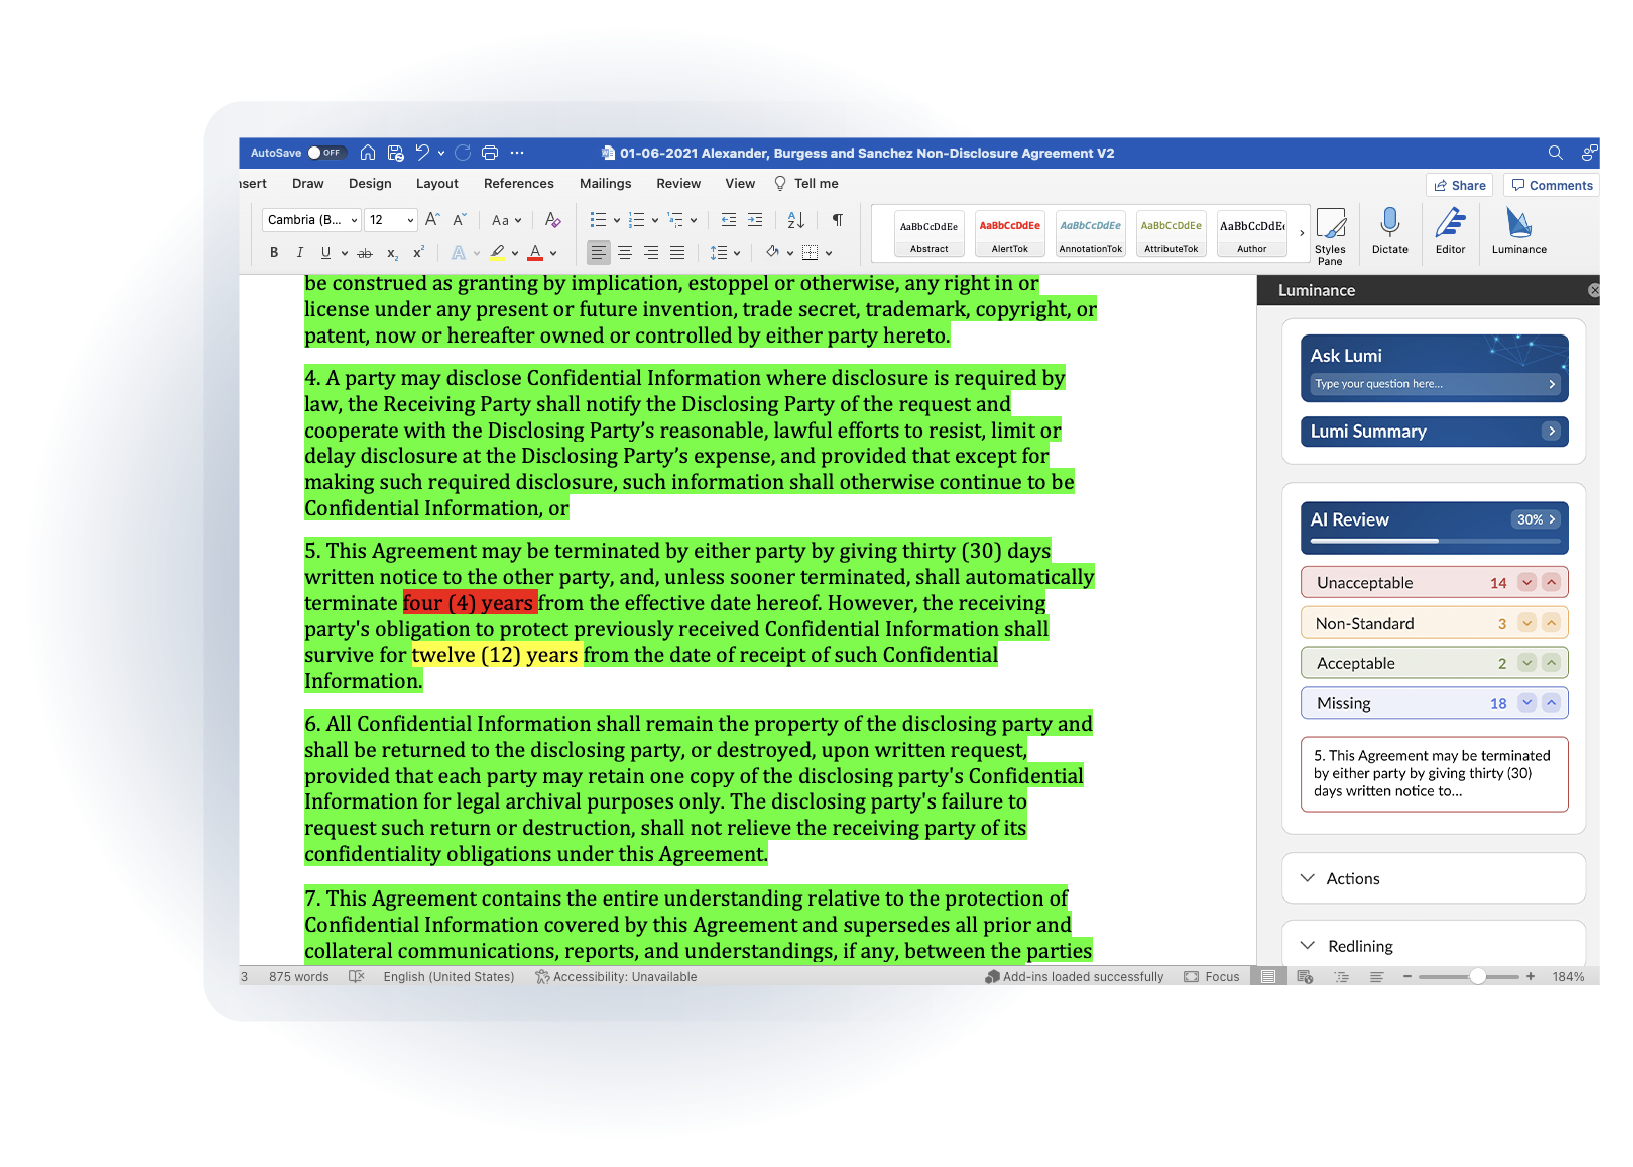 AutoSave OFF
01-06-2021 Alexander, Burgess and Sanchez Non-Disclosure Agreement V2
nsert Draw Design Layout References Mailings Review View Tell me
Share Comments
Cambria (B... 12 A A Aa A
AaBbCcDdEe AaBbCcDdEe AaBbCcDdEe AaBbCcDdEe AaBbCcDdEe
Abstract AlertTok AnnotationTok AttributeTok Author
Styles Pane Dictate Editor Luminance
B I U ab x2 x2 A A
be construed as granting by implication, estoppel or otherwise, any right in or
license under any present or future invention, trade secret, trademark, copyright, or
patent, now or hereafter owned or controlled by either party hereto.
4. A party may disclose Confidential Information where disclosure is required by
law, the Receiving Party shall notify the Disclosing Party of the request and
cooperate with the Disclosing Party’s reasonable, lawful efforts to resist, limit or
delay disclosure at the Disclosing Party’s expense, and provided that except for
making such required disclosure, such information shall otherwise continue to be
Confidential Information, or
5. This Agreement may be terminated by either party by giving thirty (30) days
written notice to the other party, and, unless sooner terminated, shall automatically
terminate four (4) years from the effective date hereof. However, the receiving
party's obligation to protect previously received Confidential Information shall
survive for twelve (12) years from the date of receipt of such Confidential
Information.
6. All Confidential Information shall remain the property of the disclosing party and
shall be returned to the disclosing party, or destroyed, upon written request,
provided that each party may retain one copy of the disclosing party's Confidential
Information for legal archival purposes only. The disclosing party's failure to
request such return or destruction, shall not relieve the receiving party of its
confidentiality obligations under this Agreement.
7. This Agreement contains the entire understanding relative to the protection of
Confidential Information covered by this Agreement and supersedes all prior and
collateral communications, reports, and understandings, if any, between the parties
Luminance
Ask Lumi
Type your question here...
Lumi Summary
AI Review 30%
Unacceptable 14
Non-Standard 3
Acceptable 2
Missing 18
5. This Agreement may be terminated
by either party by giving thirty (30)
days written notice to...
Actions
Redlining
3 875 words English (United States) Accessibility: Unavailable Add-ins loaded successfully Focus 184%